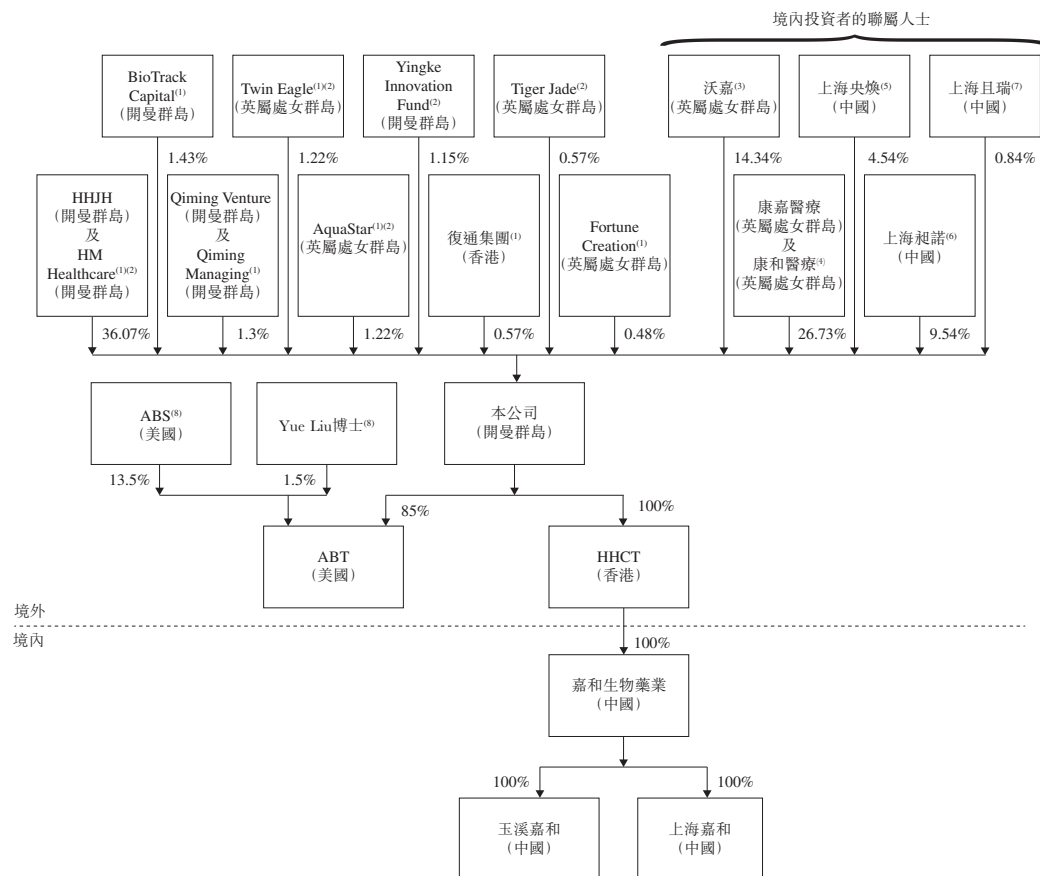 境內投資者的聯屬人士
BioTrack
Capital(1)
(開曼群島)
Twin Eagle(1)(2)
(英屬處女群島)
Yingke
Innovation
Fund(2)
(開曼群島)
Tiger Jade(2)
(英屬處女群島)
沃嘉(3)
(英屬處女群島)
上海央煥(5)
(中國)
上海且瑞(7)
(中國)
1.43%
1.22%
1.15%
0.57%
14.34%
4.54%
0.84%
HHJH
(開曼群島)
及
HM
Healthcare(1)(2)
(開曼群島)
Qiming Venture
(開曼群島)
及
Qiming
Managing(1)
(開曼群島)
AquaStar(1)(2)
(英屬處女群島)
復通集團(1)
(香港)
Fortune
Creation(1)
(英屬處女群島)
康嘉醫療
(英屬處女群島)
及
康和醫療(4)
(英屬處女群島)
上海昶諾(6)
(中國)
36.07%
1.3%
1.22%
0.57%
0.48%
26.73%
9.54%
ABS(8)
(美國)
Yue Liu博士(8)
本公司
(開曼群島)
13.5%
1.5%
85%
100%
ABT
(美國)
HHCT
(香港)
境外
境內
100%
嘉和生物藥業
(中國)
100%
100%
玉溪嘉和
(中國)
上海嘉和
(中國)